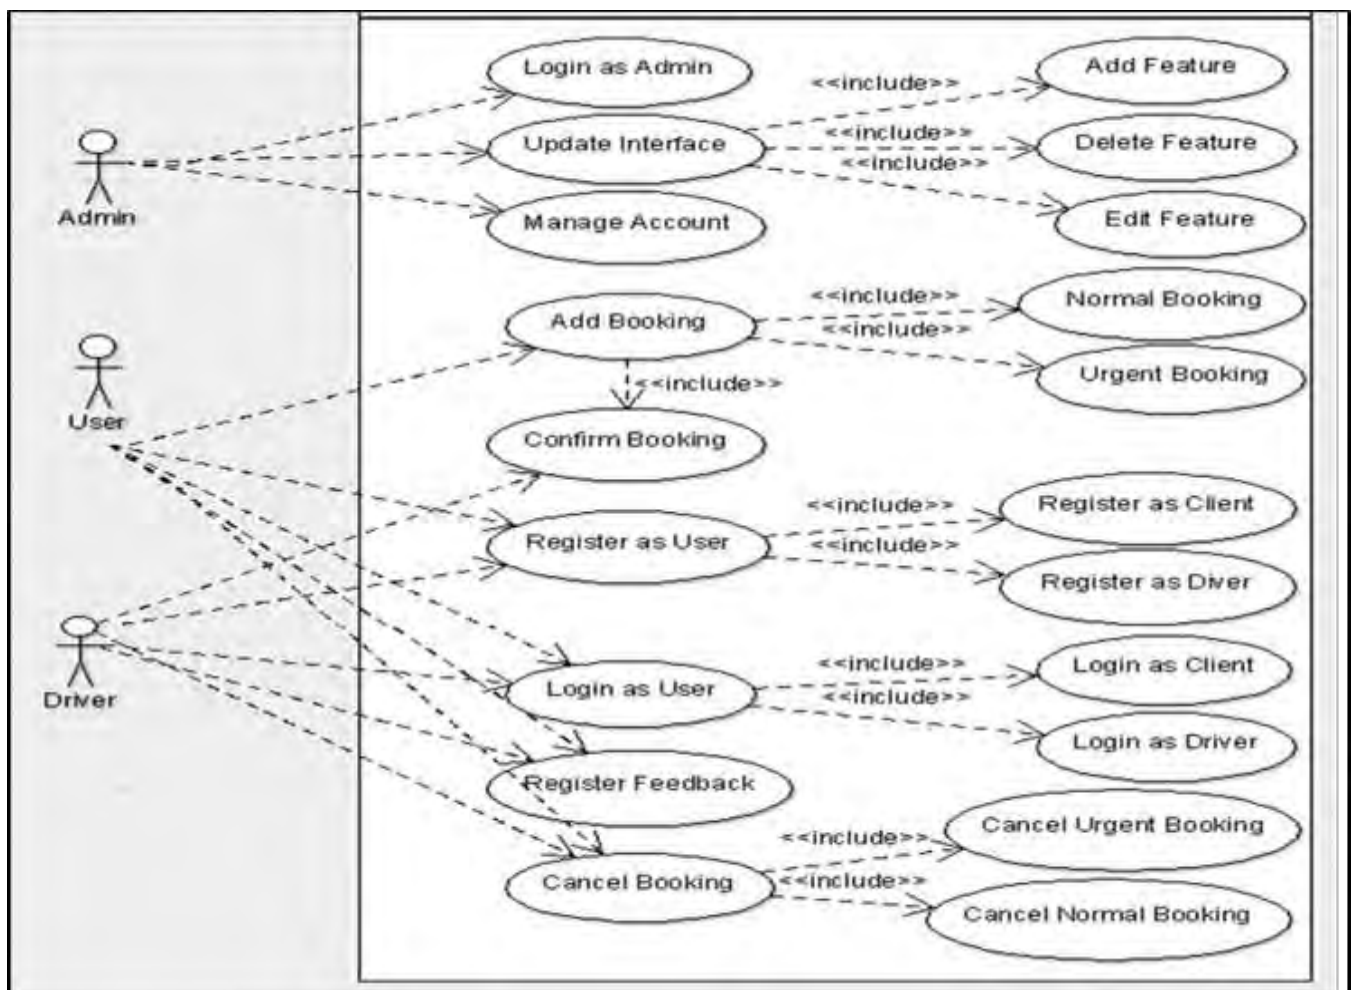 Login as Admin
<<include>>
Add Feature
Update Interface
<<include>>
Delete Feature
<<include>>
Admin
Manage Account
Edit Feature
Add Booking
<<include>>
Normal Booking
<<include>>
Urgent Booking
<<include>>
User
Confirm Booking
Register as User
<<include>>
Register as Client
<<include>>
Register as Diver
Driver
Login as User
<<include>>
Login as Client
<<include>>
Login as Driver
Register Feedback
Cancel Booking
<<include>>
Cancel Urgent Booking
<<include>>
Cancel Normal Booking